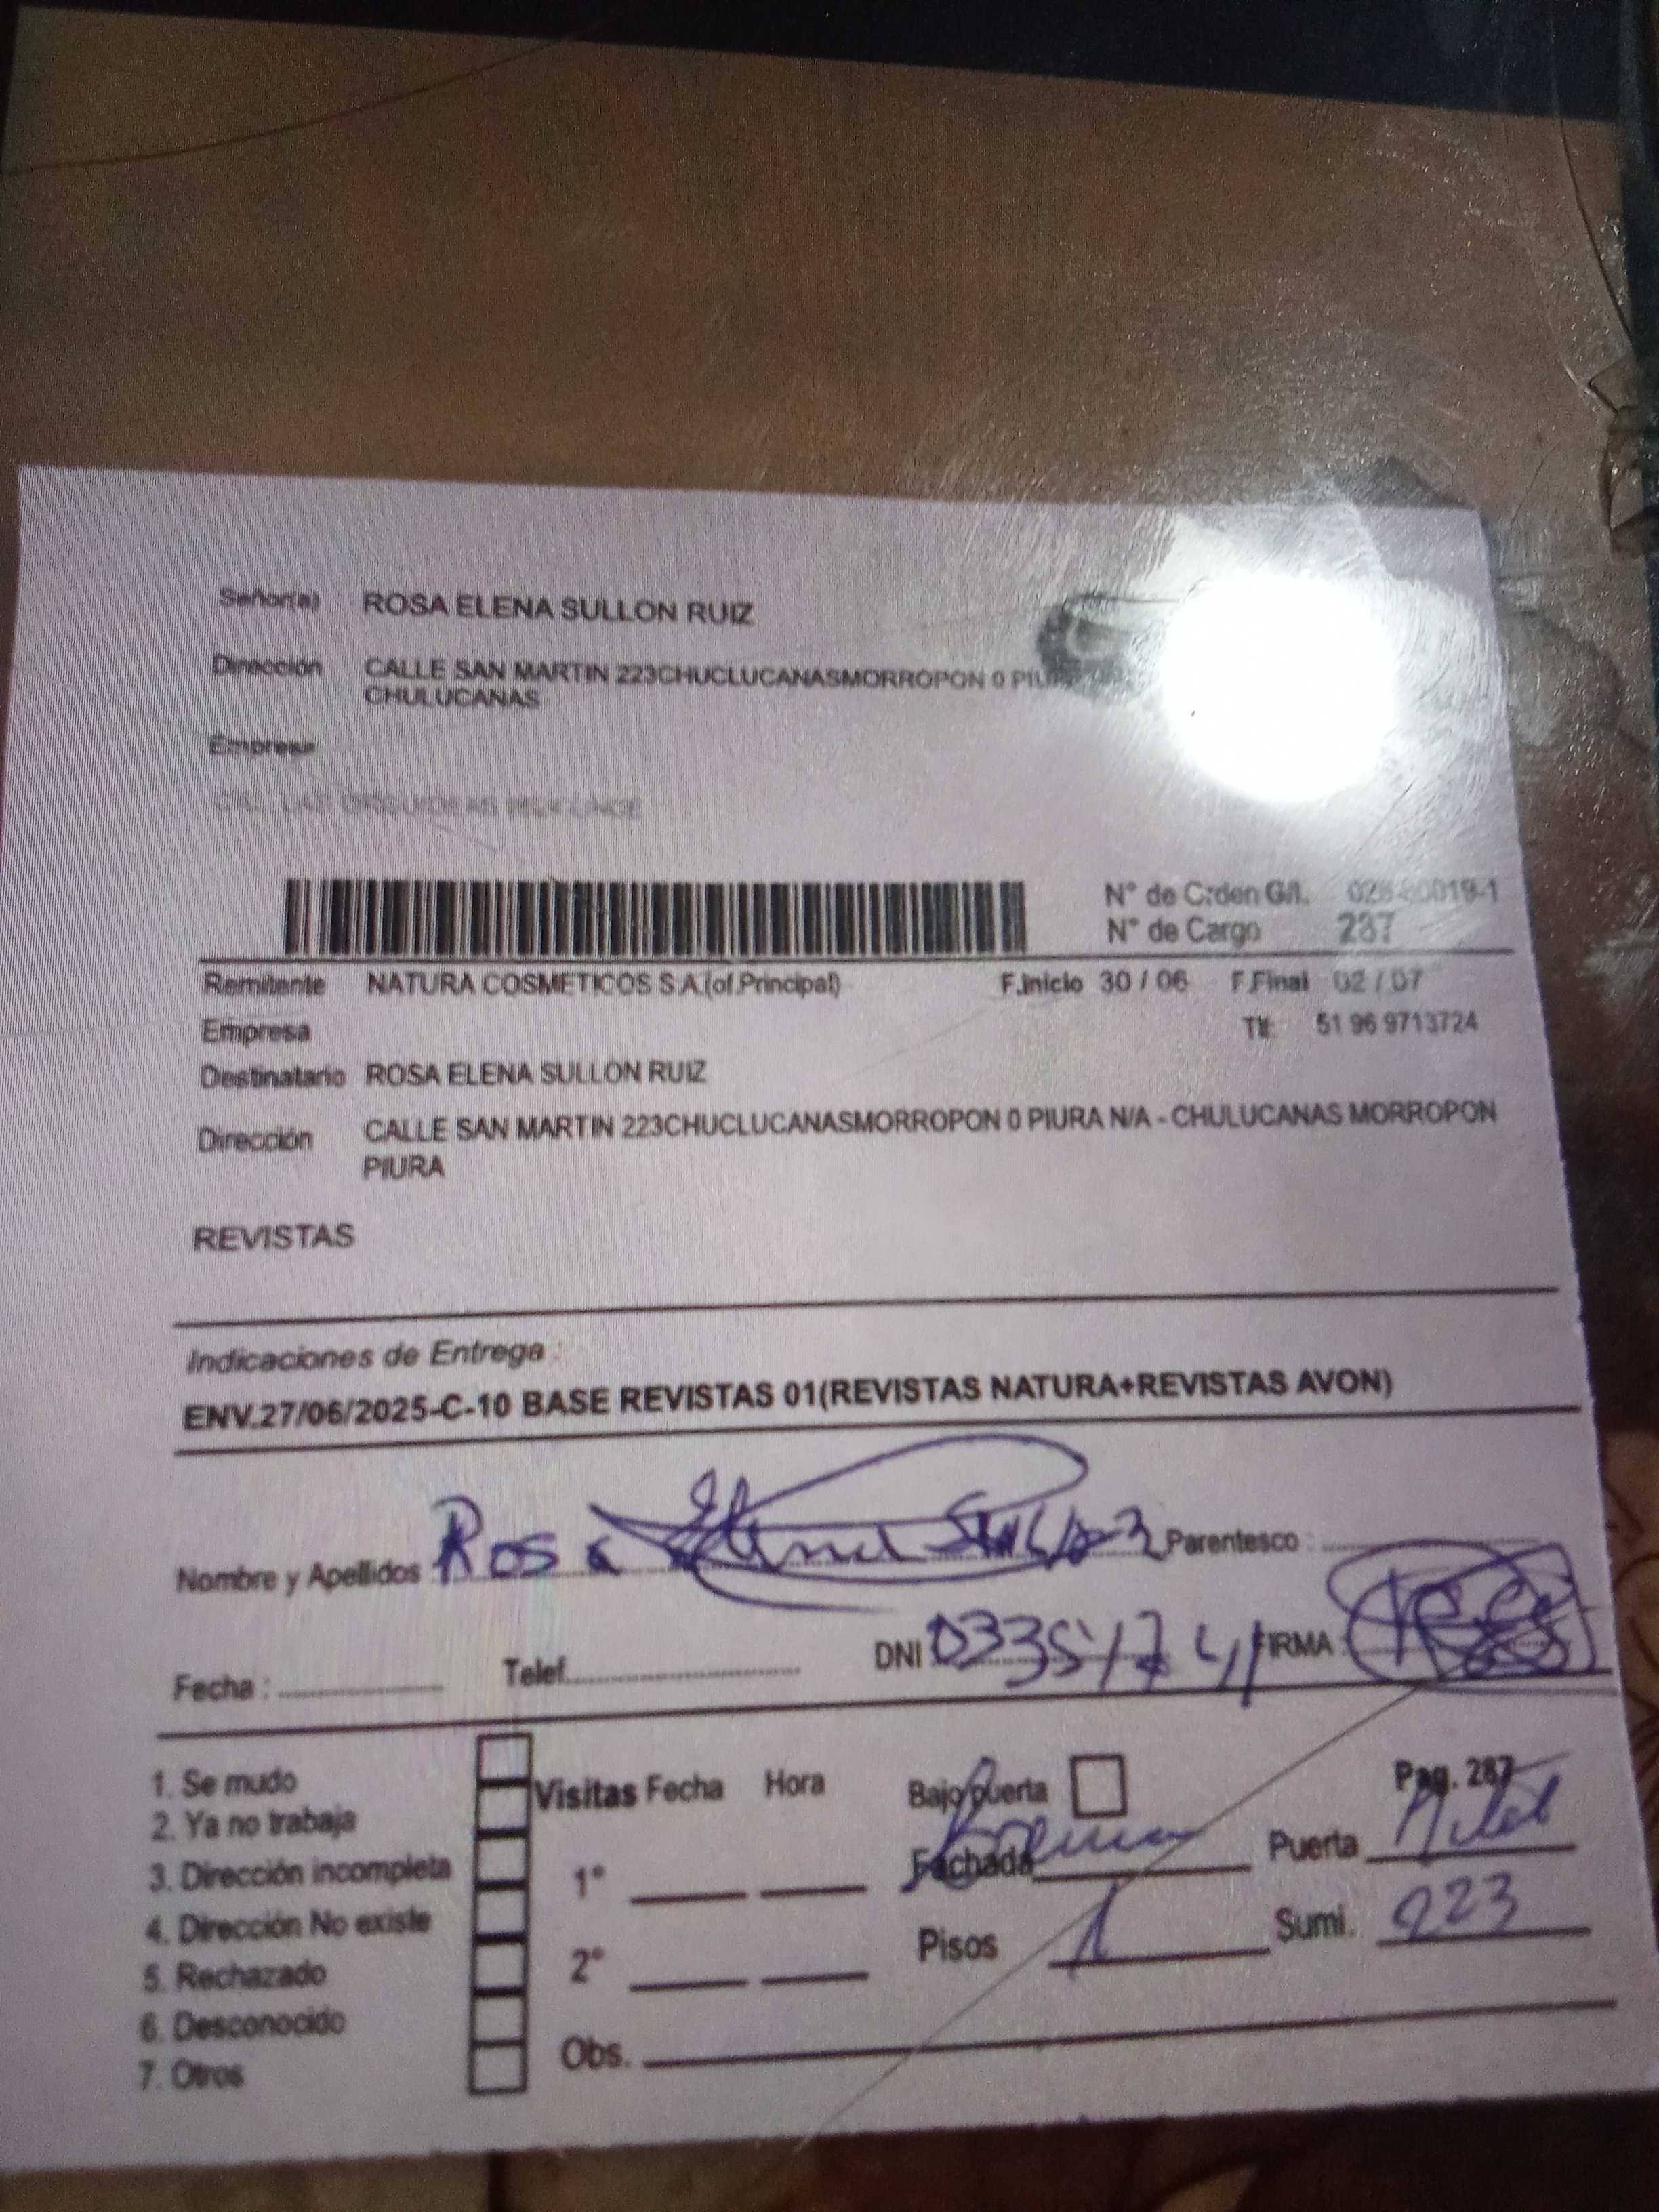 Señor(a) ROSA ELENA SULLON RUIZ
Dirección CALLE SAN MARTIN 223CHUCLUCANASMORROPON 0
CHULUCANAS
Empresa
ORQUIDEAS LINCE
N° de Orden G/L.
N° de Cargo 287
Remitente NATURA COSMETICOS S.A.(of.Principal) F.Inicio 30 / 06 F.Final 02 / 07
Empresa Tlf: 51 96 9713724
Destinatario ROSA ELENA SULLON RUIZ
Dirección CALLE SAN MARTIN 223CHUCLUCANASMORROPON 0 PIURA N/A - CHULUCANAS MORROPON
PIURA
REVISTAS
Indicaciones de Entrega :
ENV.27/06/2025-C-10 BASE REVISTAS 01(REVISTAS NATURA+REVISTAS AVON)
Nombre y Apellidos Rosa Elena Parentesco :
Fecha : Telef. DNI FIRMA :
1. Se mudo
2. Ya no trabaja
3. Dirección incompleta
4. Dirección No existe
5. Rechazado
6. Desconocido
7. Otros
Visitas Fecha Hora
1°
2°
Obs.
Bajo puerta Pag. 287
Fachada Puerta
Pisos 1 Sumi. 223